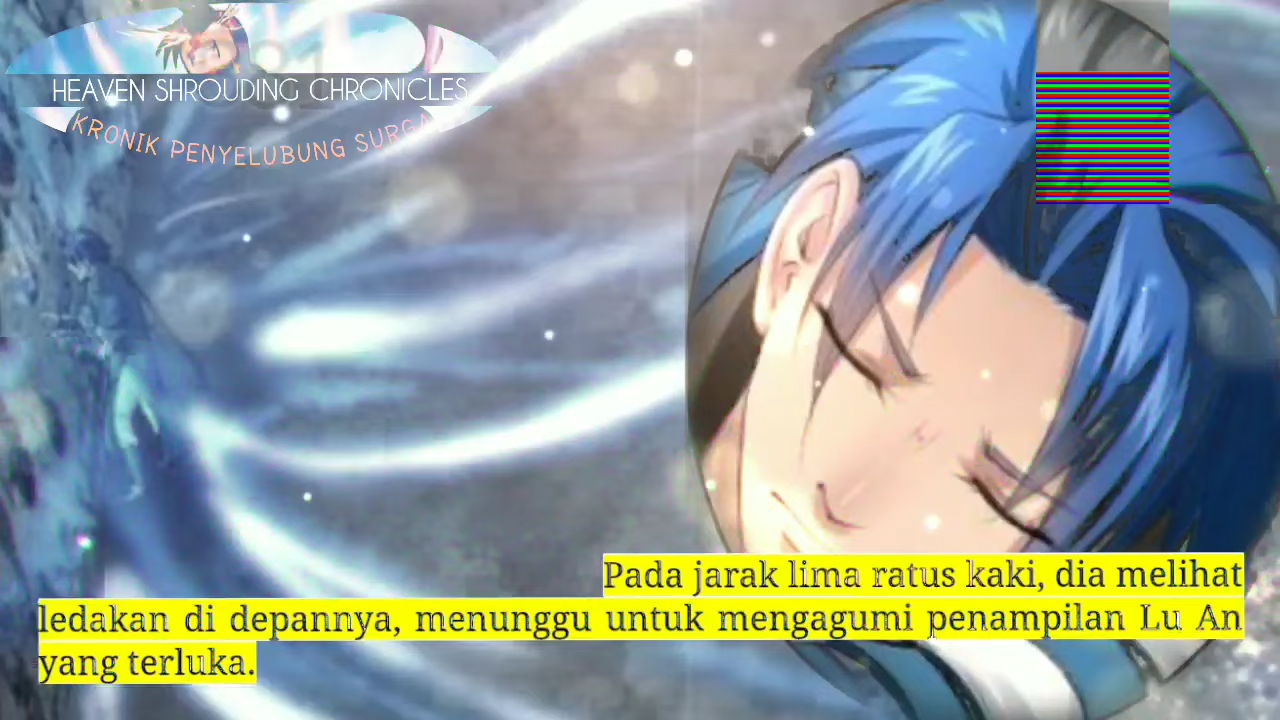 HEAVEN SHROUDING CHRONICLES
KRONIK PENYELUBUNG SURGA
Pada jarak lima ratus kaki, dia melihat
ledakan di depannya, menunggu untuk mengagumi penampilan Lu An
yang terluka.